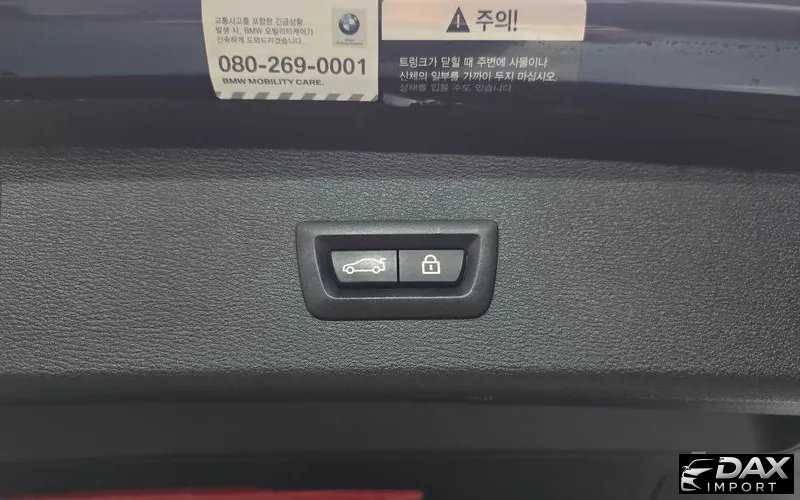 교통사고를 포함한 긴급상황
발생 시, BMW 모빌리티케어가
신속하게 도와드리겠습니다.
080-269-0001
BMW MOBILITY CARE.
주의!
트렁크가 닫힐 때 주변에 사물이나
신체의 일부를 가까이 두지 마십시오.
상해를 입을 수도 있습니다.
DAX
IMPORT